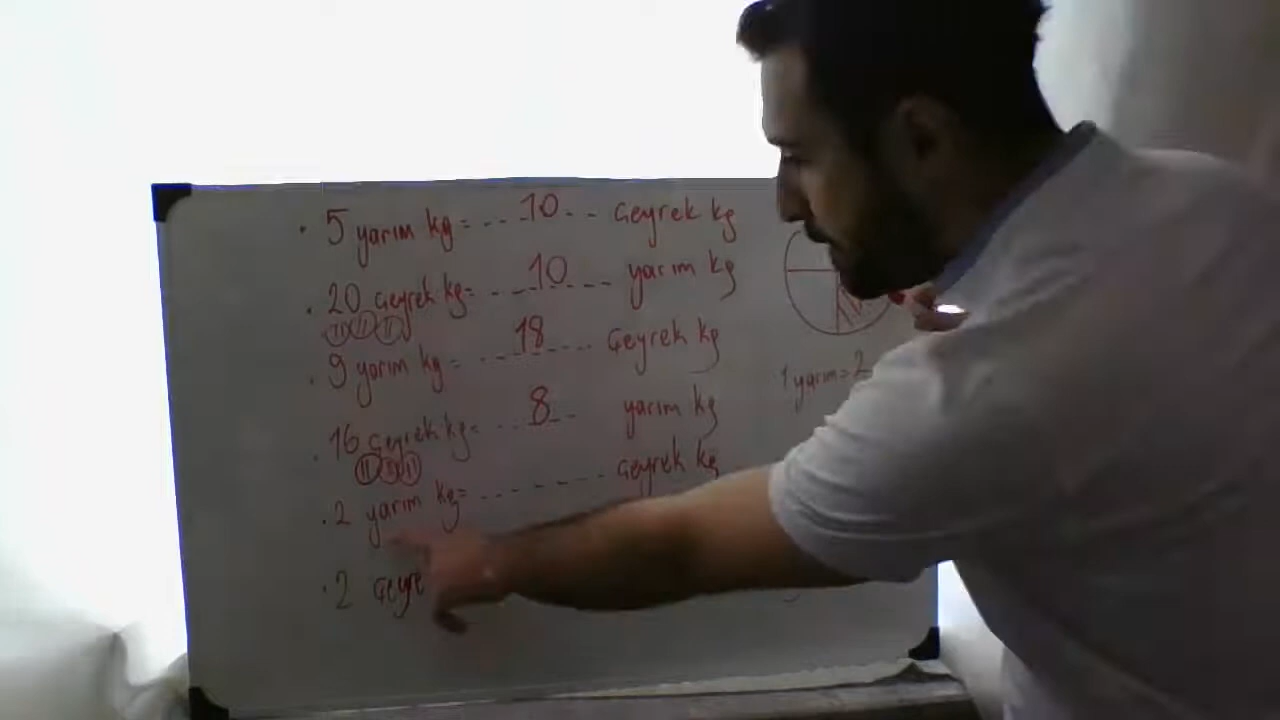 . 5 yarım kg = . . 10 . . - Çeyrek kg
. 20 Çeyrek kg = - . 10 . . . - yarım kg
. 9 yarım kg = . . . 18 . . . . Çeyrek kg
. 16 Çeyrek kg = . . . 8 . . - yarım kg
. 2 yarım kg = . . . - - - - . Çeyrek kg
. 2 Çeyre
1 yarım = 2